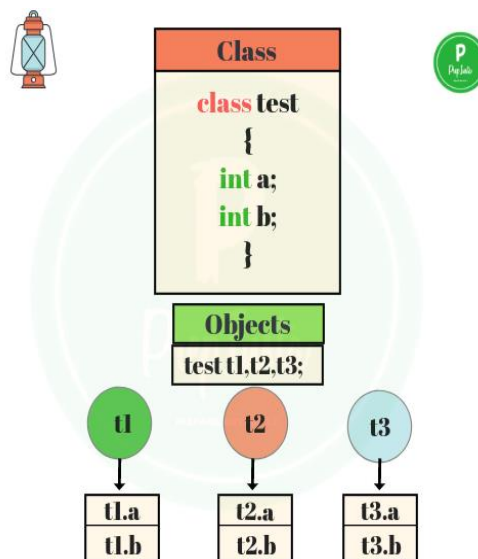 P
Class
class test
{
int a;
int b;
}
Objects
test t1,t2,t3;
t1 t2 t3
t1.a t2.a t3.a
t1.b t2.b t3.b